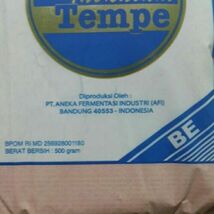 Tempe
Diproduksi Oleh :
PT. ANEKA FERMENTASI INDUSTRI (AFI)
BANDUNG 40553 - INDONESIA
BPOM RI MD 256928001180
BERAT BERSIH : 500 gram
BE